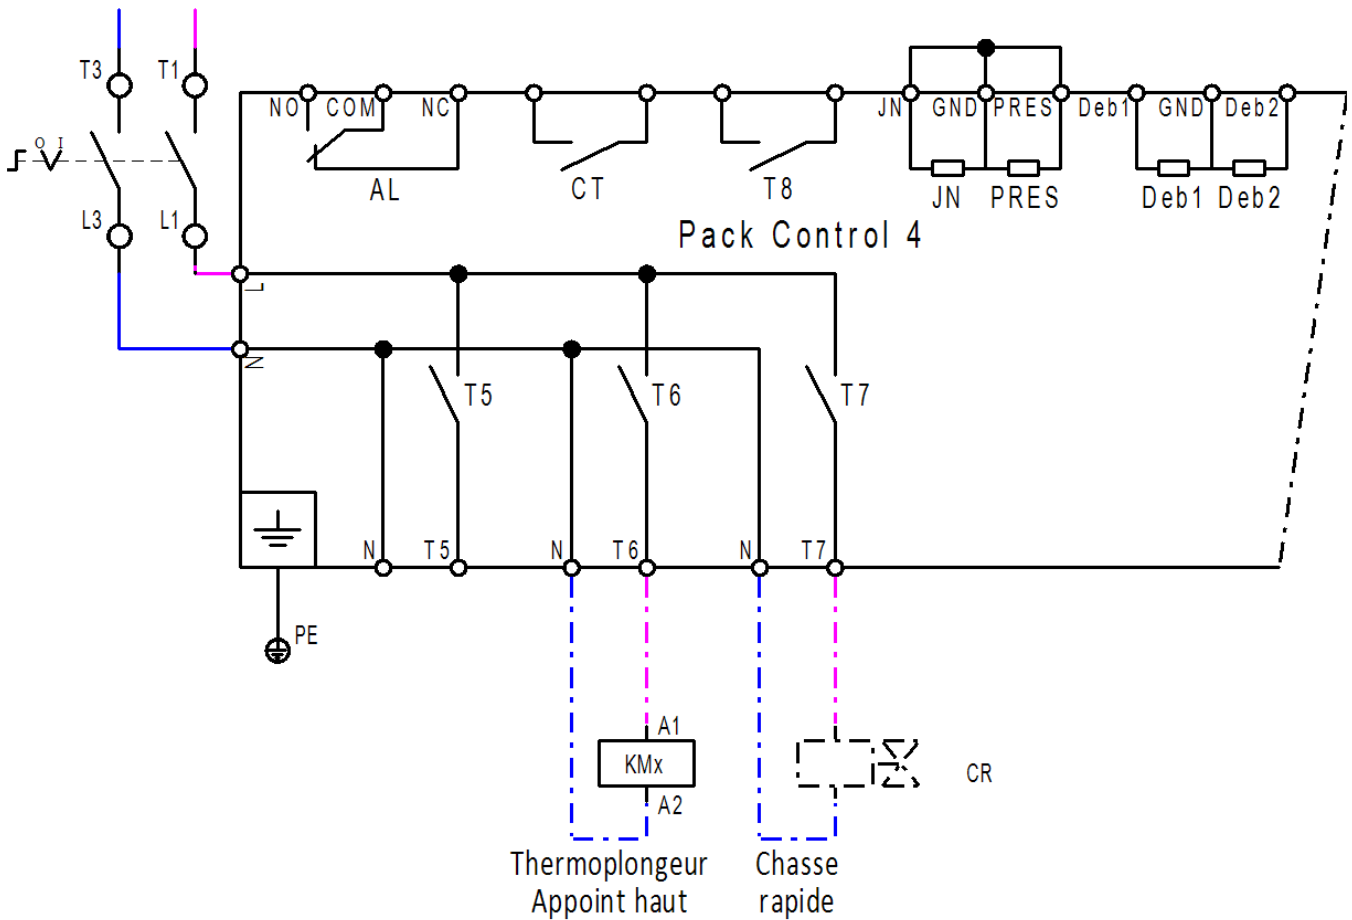 T3 T1
NO COM NC JN GND PRES Deb1 GND Deb2
O I
AL CT T8 JN PRES Deb1 Deb2
L3 L1
Pack Control 4
L
N
T5 T6 T7
N T5 N T6 N T7
PE
A1
KMx CR
A2
Thermoplongeur Chasse
Appoint haut rapide